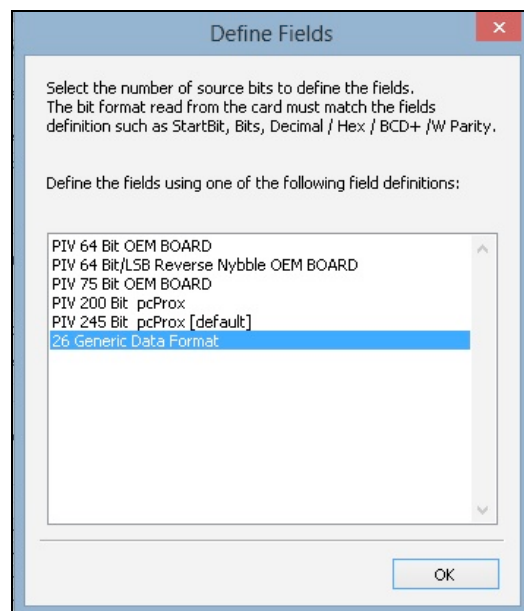 Define Fields
Select the number of source bits to define the fields.
The bit format read from the card must match the fields
definition such as StartBit, Bits, Decimal / Hex / BCD+ /W Parity.
Define the fields using one of the following field definitions:
PIV 64 Bit OEM BOARD
PIV 64 Bit/LSB Reverse Nybble OEM BOARD
PIV 75 Bit OEM BOARD
PIV 200 Bit pcProx
PIV 245 Bit pcProx [default]
26 Generic Data Format
OK